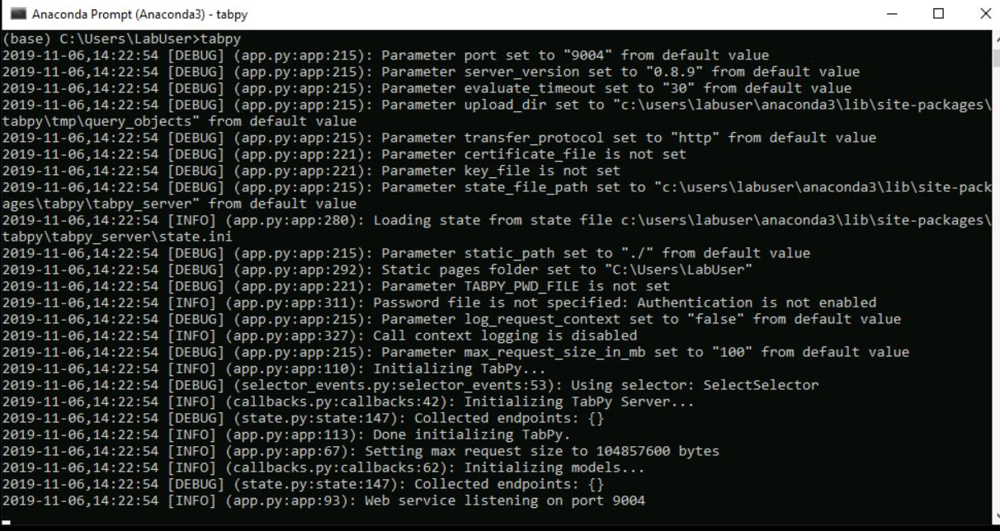 Anaconda Prompt (Anaconda3) - tabpy
(base) C:\Users\LabUser>tabpy
2019-11-06,14:22:54 [DEBUG] (app.py:app:215): Parameter port set to "9004" from default value
2019-11-06,14:22:54 [DEBUG] (app.py:app:215): Parameter server_version set to "0.8.9" from default value
2019-11-06,14:22:54 [DEBUG] (app.py:app:215): Parameter evaluate_timeout set to "30" from default value
2019-11-06,14:22:54 [DEBUG] (app.py:app:215): Parameter upload_dir set to "c:\users\labuser\anaconda3\lib\site-packages\
tabpy\tmp\query_objects" from default value
2019-11-06,14:22:54 [DEBUG] (app.py:app:215): Parameter transfer_protocol set to "http" from default value
2019-11-06,14:22:54 [DEBUG] (app.py:app:221): Parameter certificate_file is not set
2019-11-06,14:22:54 [DEBUG] (app.py:app:221): Parameter key_file is not set
2019-11-06,14:22:54 [DEBUG] (app.py:app:215): Parameter state_file_path set to "c:\users\labuser\anaconda3\lib\site-pack
ages\tabpy\tabpy_server" from default value
2019-11-06,14:22:54 [INFO] (app.py:app:280): Loading state from state file c:\users\labuser\anaconda3\lib\site-packages\
tabpy\tabpy_server\state.ini
2019-11-06,14:22:54 [DEBUG] (app.py:app:215): Parameter static_path set to "./" from default value
2019-11-06,14:22:54 [DEBUG] (app.py:app:292): Static pages folder set to "C:\Users\LabUser"
2019-11-06,14:22:54 [DEBUG] (app.py:app:221): Parameter TABPY_PWD_FILE is not set
2019-11-06,14:22:54 [INFO] (app.py:app:311): Password file is not specified: Authentication is not enabled
2019-11-06,14:22:54 [DEBUG] (app.py:app:215): Parameter log_request_context set to "false" from default value
2019-11-06,14:22:54 [INFO] (app.py:app:327): Call context logging is disabled
2019-11-06,14:22:54 [DEBUG] (app.py:app:215): Parameter max_request_size_in_mb set to "100" from default value
2019-11-06,14:22:54 [INFO] (app.py:app:110): Initializing TabPy...
2019-11-06,14:22:54 [DEBUG] (selector_events.py:selector_events:53): Using selector: SelectSelector
2019-11-06,14:22:54 [INFO] (callbacks.py:callbacks:42): Initializing TabPy Server...
2019-11-06,14:22:54 [DEBUG] (state.py:state:147): Collected endpoints: {}
2019-11-06,14:22:54 [INFO] (app.py:app:113): Done initializing TabPy.
2019-11-06,14:22:54 [INFO] (app.py:app:67): Setting max request size to 104857600 bytes
2019-11-06,14:22:54 [INFO] (callbacks.py:callbacks:62): Initializing models...
2019-11-06,14:22:54 [DEBUG] (state.py:state:147): Collected endpoints: {}
2019-11-06,14:22:54 [INFO] (app.py:app:93): Web service listening on port 9004